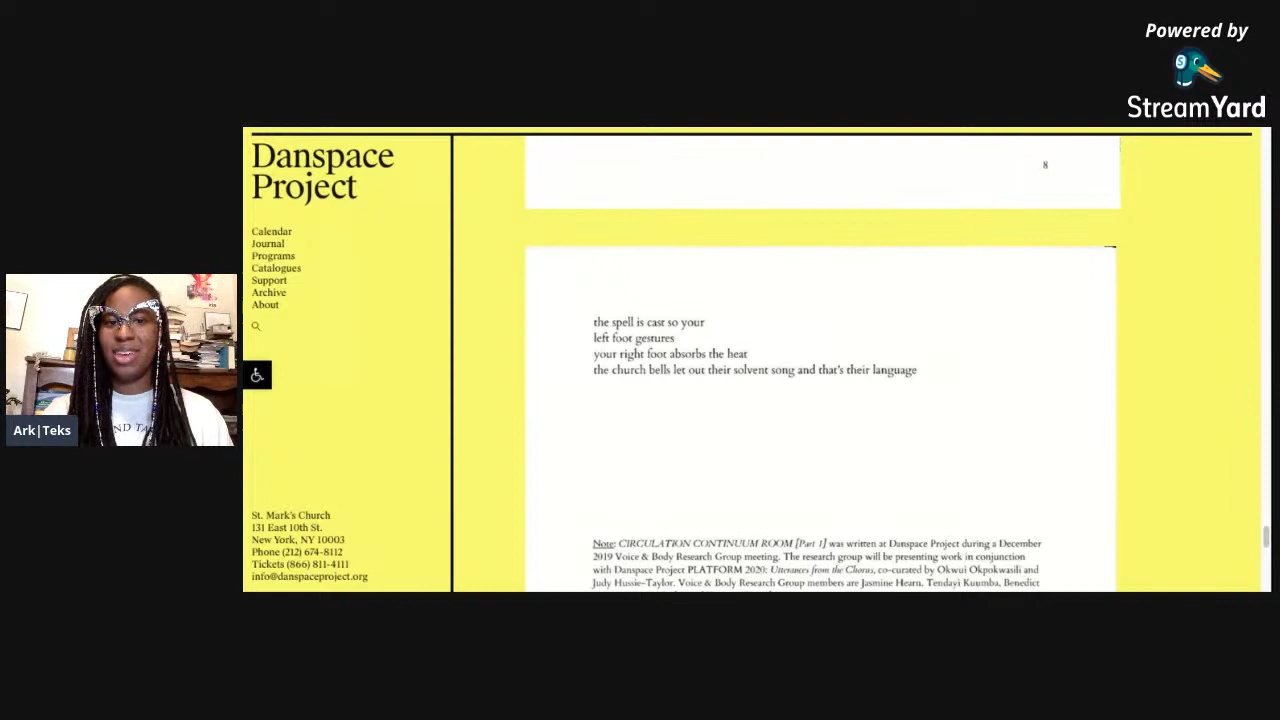 Powered by
StreamYard
Danspace
Project
Calendar
Journal
Programs
Catalogues
Support
Archive
About
St. Mark's Church
131 East 10th St.
New York, NY 10003
Phone (212) 674-8112
Tickets (866) 811-4111
info@danspaceproject.org
8
the spell is cast so your
left foot gestures
your right foot absorbs the heat
the church bells let out their solvent song and that's their language
Note: CIRCULATION CONTINUUM ROOM [Part 1] was written at Danspace Project during a December
2019 Voice & Body Research Group meeting. The research group will be presenting work in conjunction
with Danspace Project PLATFORM 2020: Utterances from the Chorus, co-curated by Okwui Okpokwasili and
Judy Hussie-Taylor. Voice & Body Research Group members are Jasmine Hearn, Tendayi Kuumba, Benedict
Ark|Teks